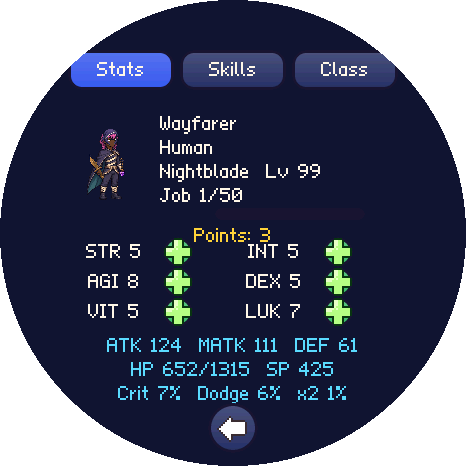 Stats Skills Class
Wayfarer
Human
Nightblade Lv 99
Job 1/50
Points: 3
STR 5 INT 5
AGI 8 DEX 5
VIT 5 LUK 7
ATK 124 MATK 111 DEF 61
HP 652/1315 SP 425
Crit 7% Dodge 6% x2 1%